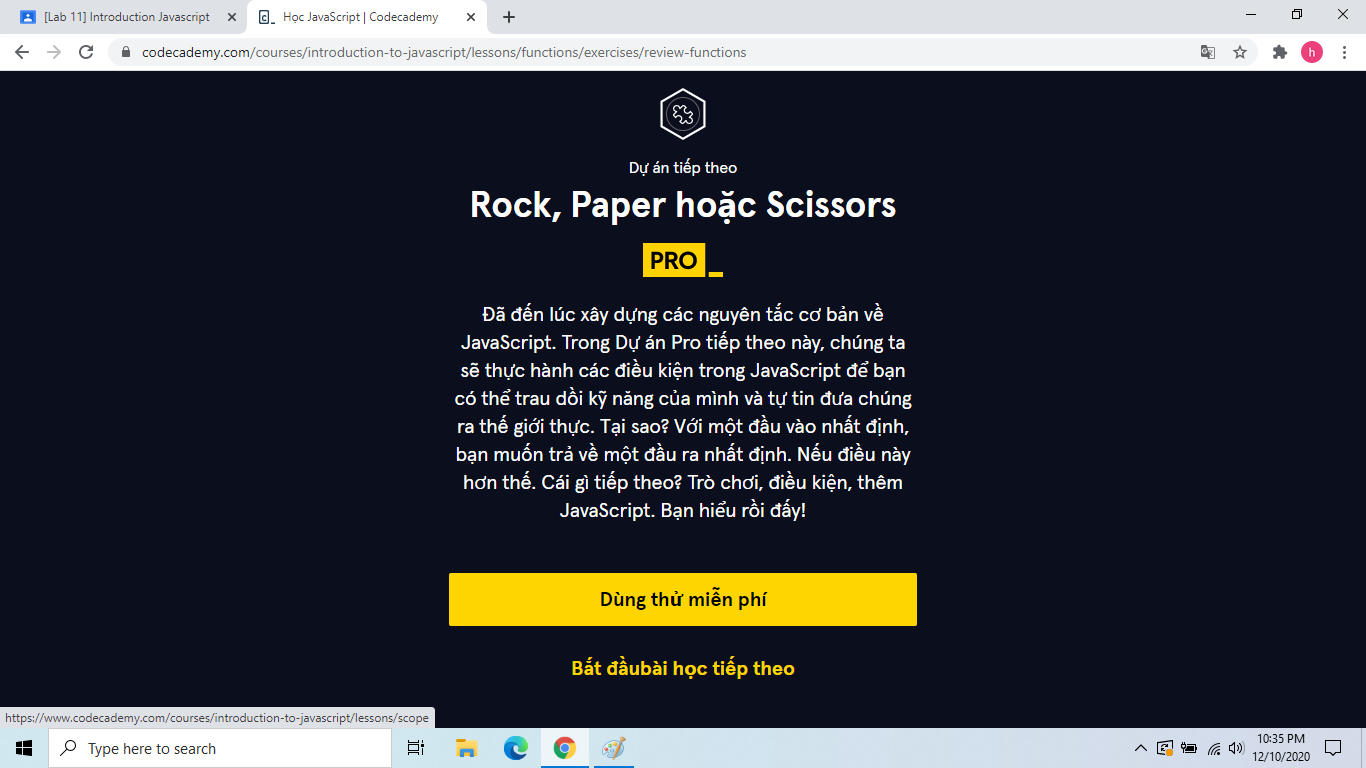 [Lab 11] Introduction Javascript
Học JavaScript | Codecademy
codecademy.com/courses/introduction-to-javascript/lessons/functions/exercises/review-functions
h
Dự án tiếp theo
Rock, Paper hoặc Scissors
PRO
Đã đến lúc xây dựng các nguyên tắc cơ bản về
JavaScript. Trong Dự án Pro tiếp theo này, chúng ta
sẽ thực hành các điều kiện trong JavaScript để bạn
có thể trau dồi kỹ năng của mình và tự tin đưa chúng
ra thế giới thực. Tại sao? Với một đầu vào nhất định,
bạn muốn trả về một đầu ra nhất định. Nếu điều này
hơn thế. Cái gì tiếp theo? Trò chơi, điều kiện, thêm
JavaScript. Bạn hiểu rồi đấy!
Dùng thử miễn phí
Bắt đầubài học tiếp theo
https://www.codecademy.com/courses/introduction-to-javascript/lessons/scope
Type here to search
10:35 PM
12/10/2020